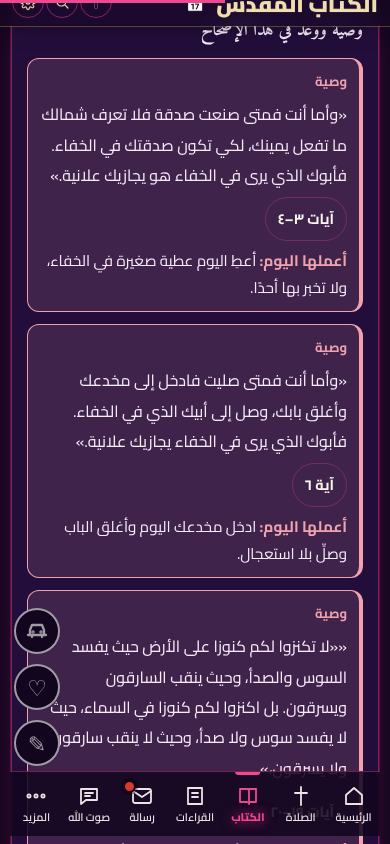 الكتاب المقدس
17
وصية ووعد في هذا الإصحاح
وصية
«وأما أنت فمتى صنعت صدقة فلا تعرف شمالك
ما تفعل يمينك، لكي تكون صدقتك في الخفاء.
فأبوك الذي يرى في الخفاء هو يجازيك علانية.»
آيات ٣–٤
أعملها اليوم: أعطِ اليوم عطية صغيرة في الخفاء،
ولا تخبر بها أحدًا.
وصية
«وأما أنت فمتى صليت فادخل إلى مخدعك
وأغلق بابك، وصل إلى أبيك الذي في الخفاء.
فأبوك الذي يرى في الخفاء يجازيك علانية.»
آية ٦
أعملها اليوم: ادخل مخدعك اليوم وأغلق الباب
وصلِّ بلا استعجال.
وصية
««لا تكنزوا لكم كنوزا على الأرض حيث يفسد
السوس والصدأ، وحيث ينقب السارقون
ويسرقون. بل اكنزوا لكم كنوزا في السماء، حيث
لا يفسد سوس ولا صدأ، وحيث لا ينقب سارقون
ولا يسرقون.»
الرئيسية
الصلاة
الكتاب
القراءات
رسالة
صوت الله
المزيد